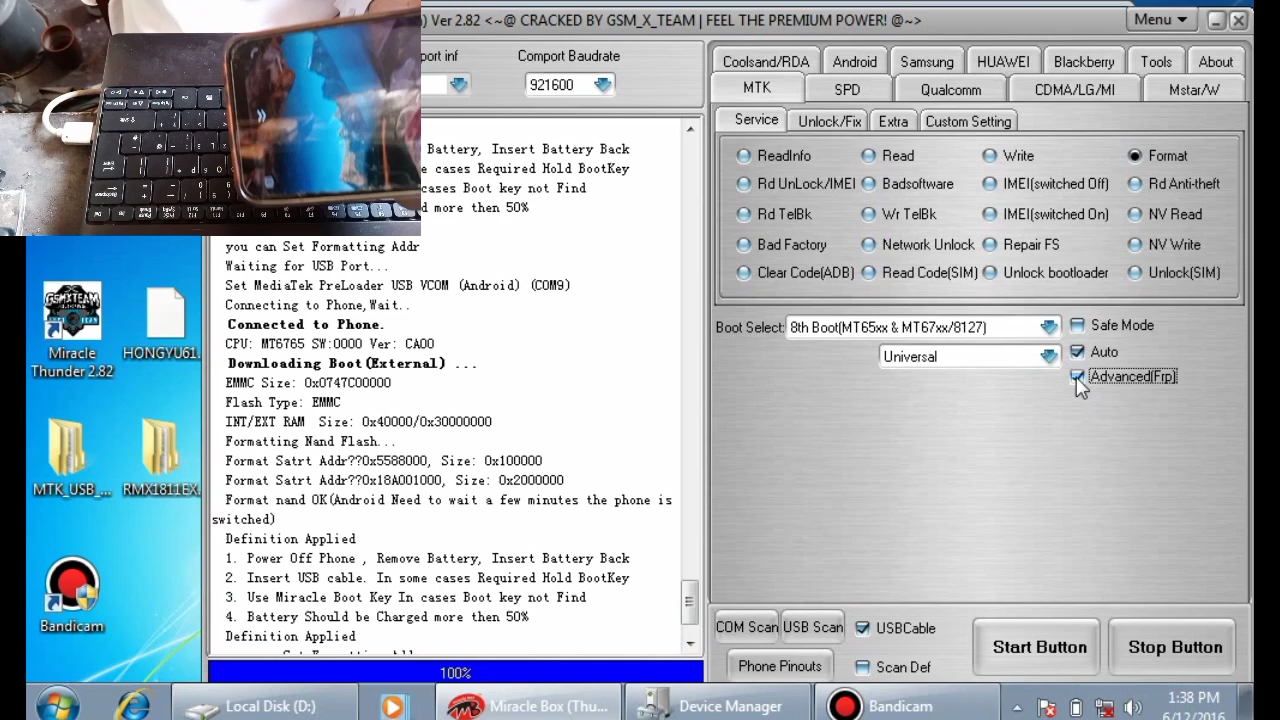 ) Ver 2.82 <~@ CRACKED BY GSM_X_TEAM | FEEL THE PREMIUM POWER! @~>
Menu
port inf
Comport Baudrate
921600
Coolsand/RDA Android Samsung HUAWEI Blackberry Tools About
MTK SPD Qualcomm CDMA/LG/MI Mstar/W
Service Unlock/Fix Extra Custom Setting
ReadInfo Read Write Format
Rd UnLock/IMEI Badsoftware IMEI(switched Off) Rd Anti-theft
Rd TelBk Wr TelBk IMEI(switched On) NV Read
Bad Factory Network Unlock Repair FS NV Write
Clear Code(ADB) Read Code(SIM) Unlock bootloader Unlock(SIM)
Boot Select: 8th Boot(MT65xx & MT67xx/8127) Safe Mode
Universal Auto
Advanced(Frp)
Battery, Insert Battery Back
e cases Required Hold BootKey
cases Boot key not Find
d more then 50%
you can Set Formatting Addr
Waiting for USB Port...
Set MediaTek PreLoader USB VCOM (Android) (COM9)
Connecting to Phone,Wait..
Connected to Phone.
CPU: MT6765 SW:0000 Ver: CA00
Downloading Boot(External) ...
EMMC Size: 0x0747C00000
Flash Type: EMMC
INT/EXT RAM Size: 0x40000/0x30000000
Formatting Nand Flash...
Format Satrt Addr??0x5588000, Size: 0x100000
Format Satrt Addr??0x18A001000, Size: 0x2000000
Format nand OK(Android Need to wait a few minutes the phone is
switched)
Definition Applied
1. Power Off Phone , Remove Battery, Insert Battery Back
2. Insert USB cable. In some cases Required Hold BootKey
3. Use Miracle Boot Key In cases Boot key not Find
4. Battery Should be Charged more then 50%
Definition Applied
100%
COM Scan USB Scan USBCable
Phone Pinouts Scan Def
Start Button Stop Button
GSMXTEAM
Miracle
Thunder 2.82
HONGYU61.
MTK_USB_...
RMX1811EX.
Bandicam
Local Disk (D:)
Miracle Box (Thu...
Device Manager
Bandicam
1:38 PM
6/12/2016